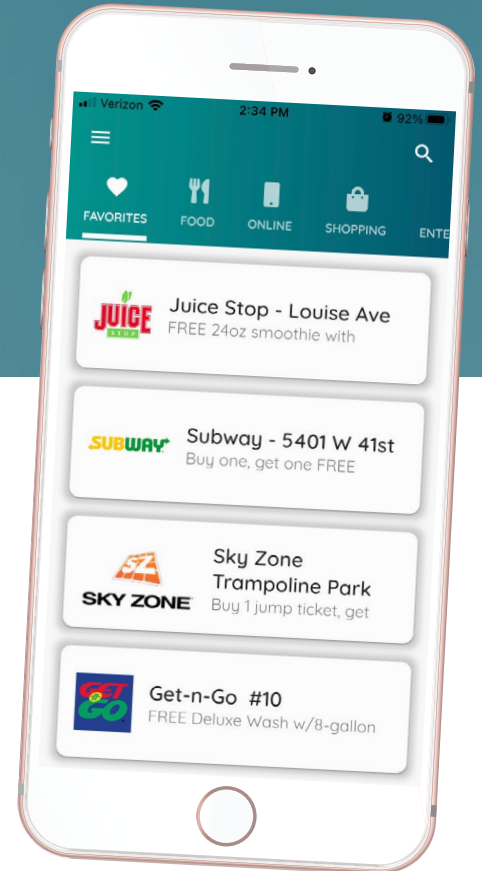 Verizon 2:34 PM 92%
FAVORITES FOOD ONLINE SHOPPING ENTE
JUICE
STOP
Juice Stop - Louise Ave
FREE 24oz smoothie with
SUBWAY
Subway - 5401 W 41st
Buy one, get one FREE
SZ
SKY ZONE
Sky Zone
Trampoline Park
Buy 1 jump ticket, get
GET
n
GO
Get-n-Go #10
FREE Deluxe Wash w/8-gallon